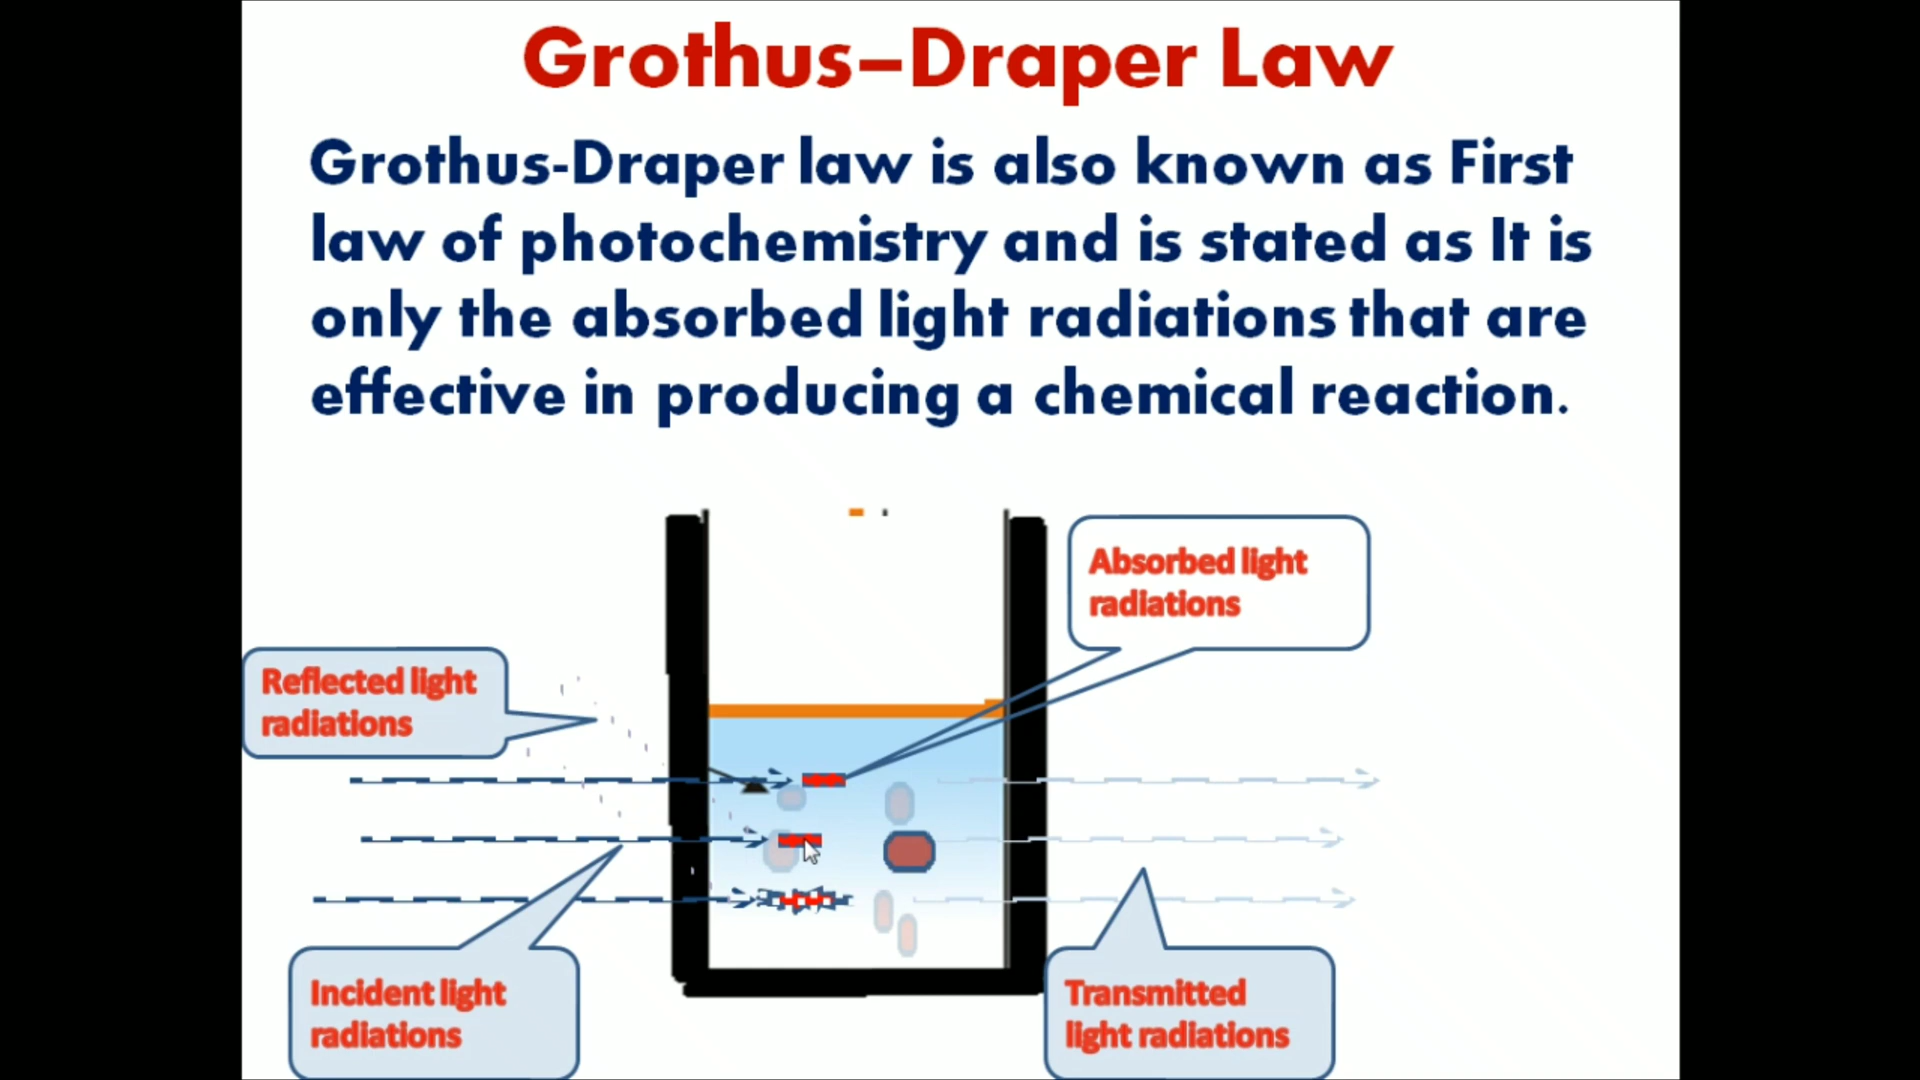 Grothus–Draper Law
Grothus-Draper law is also known as First
law of photochemistry and is stated as It is
only the absorbed light radiations that are
effective in producing a chemical reaction.
Absorbed light
radiations
Reflected light
radiations
Incident light
radiations
Transmitted
light radiations